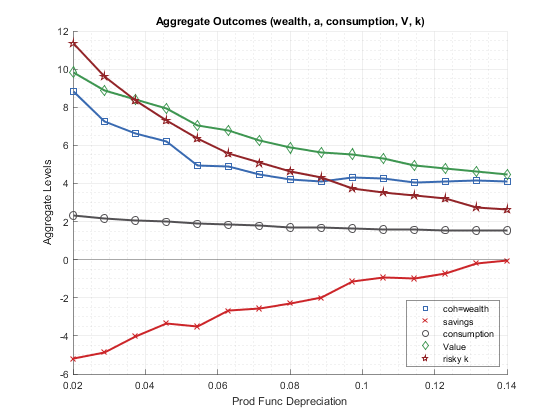 Aggregate Outcomes (wealth, a, consumption, V, k)
12
10
8
6
4
2
0
-2
-4
-6
Aggregate Levels
0.02
0.04
0.06
0.08
0.1
0.12
0.14
Prod Func Depreciation
coh=wealth
savings
consumption
Value
risky k